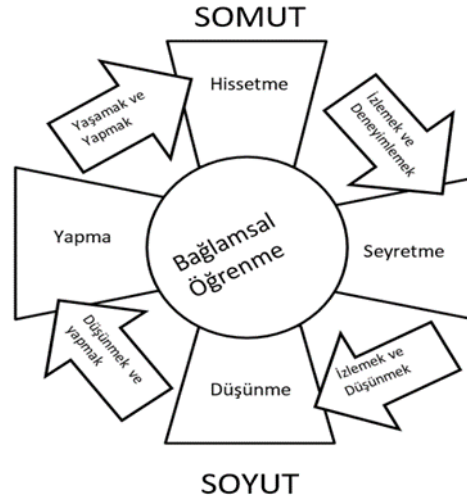 SOMUT
Hissetme
Yaşamak ve
Yapmak
İzlemek ve
Deneyimlemek
Yapma
Bağlamsal
Öğrenme
Seyretme
Düşünmek ve
yapmak
Düşünme
İzlemek ve
Düşünmek
SOYUT